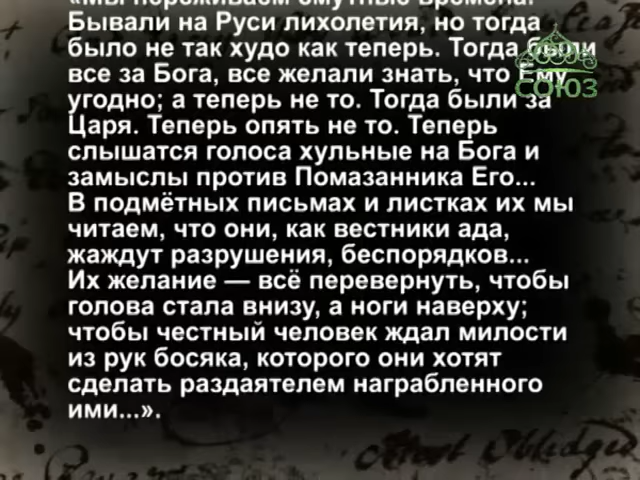 «Мы переживаем смутные времена.
Бывали на Руси лихолетия, но тогда
было не так худо как теперь. Тогда были
все за Бога, все желали знать, что Ему
угодно; а теперь не то. Тогда были за
Царя. Теперь опять не то. Теперь
слышатся голоса хульные на Бога и
замыслы против Помазанника Его...
В подмётных письмах и листках их мы
читаем, что они, как вестники ада,
жаждут разрушения, беспорядков...
Их желание — всё перевернуть, чтобы
голова стала внизу, а ноги наверху;
чтобы честный человек ждал милости
из рук босяка, которого они хотят
сделать раздаятелем награбленного
ими...».
СОЮЗ